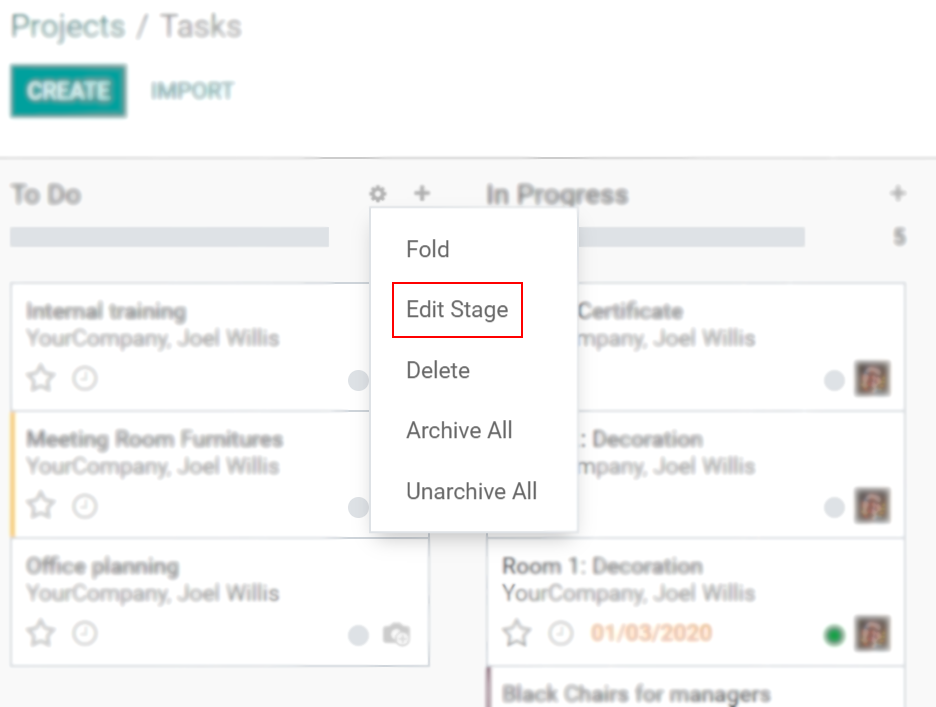 Projects / Tasks
CREATE IMPORT
To Do
In Progress
5
Fold
Edit Stage
Delete
Archive All
Unarchive All
Internal training
YourCompany, Joel Willis
Meeting Room Furnitures
YourCompany, Joel Willis
Office planning
YourCompany, Joel Willis
Certificate
mpany, Joel Willis
: Decoration
mpany, Joel Willis
Room 1: Decoration
YourCompany, Joel Willis
01/03/2020
Black Chairs for managers